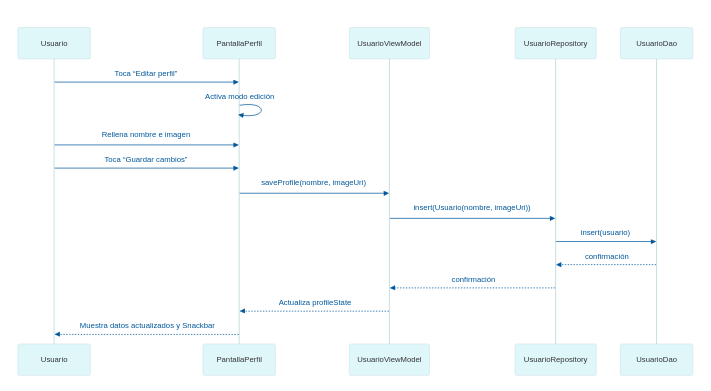 Usuario
PantallaPerfil
UsuarioViewModel
UsuarioRepository
UsuarioDao
Toca “Editar perfil”
Activa modo edición
Rellena nombre e imagen
Toca “Guardar cambios”
saveProfile(nombre, imageUri)
insert(Usuario(nombre, imageUri))
insert(usuario)
confirmación
confirmación
Actualiza profileState
Muestra datos actualizados y Snackbar
Usuario
PantallaPerfil
UsuarioViewModel
UsuarioRepository
UsuarioDao